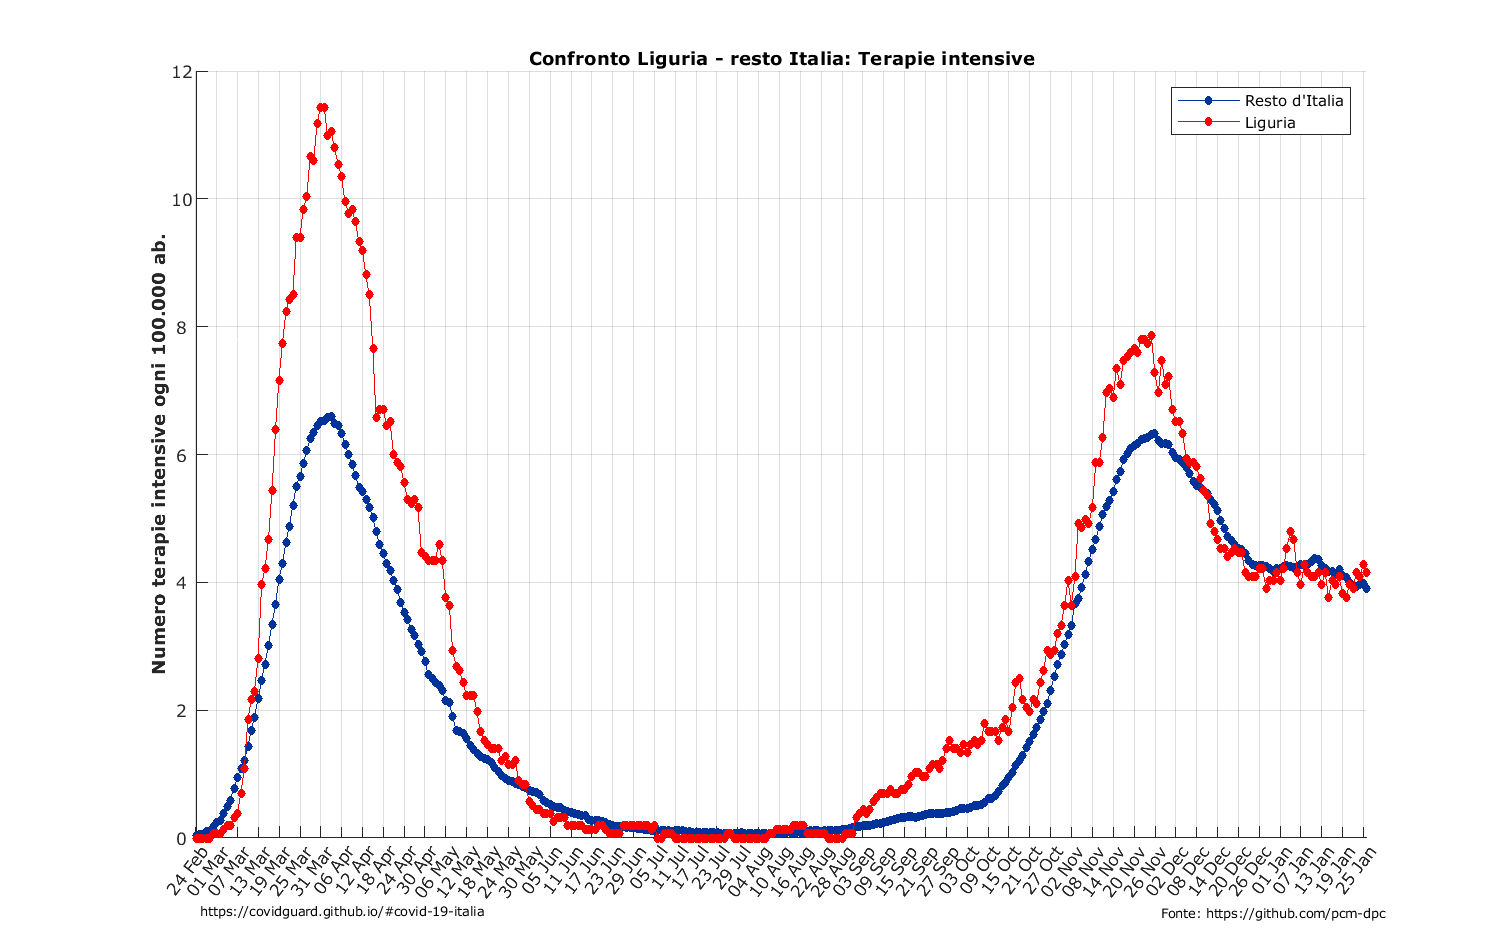 Confronto Liguria - resto Italia: Terapie intensive
Resto d'Italia
Liguria
Numero terapie intensive ogni 100.000 ab.
12
10
8
6
4
2
0
24 Feb
01 Mar
07 Mar
13 Mar
19 Mar
25 Mar
31 Mar
06 Apr
12 Apr
18 Apr
24 Apr
30 Apr
06 May
12 May
18 May
24 May
30 May
05 Jun
11 Jun
17 Jun
23 Jun
29 Jun
05 Jul
11 Jul
17 Jul
23 Jul
29 Jul
04 Aug
10 Aug
16 Aug
22 Aug
28 Aug
03 Sep
09 Sep
15 Sep
21 Sep
27 Sep
03 Oct
09 Oct
15 Oct
21 Oct
27 Oct
02 Nov
08 Nov
14 Nov
20 Nov
26 Nov
02 Dec
08 Dec
14 Dec
20 Dec
26 Dec
01 Jan
07 Jan
13 Jan
19 Jan
25 Jan
https://covidguard.github.io/#covid-19-italia
Fonte: https://github.com/pcm-dpc